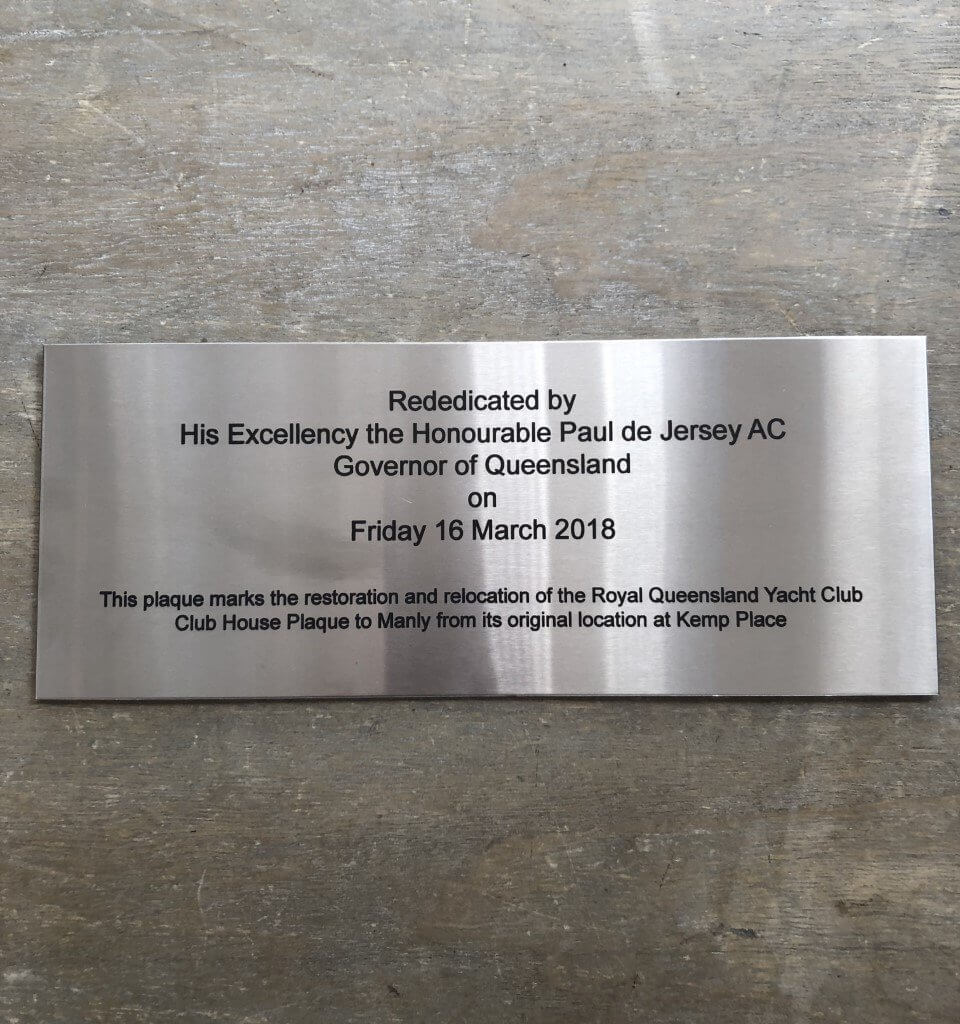 Rededicated by
His Excellency the Honourable Paul de Jersey AC
Governor of Queensland
on
Friday 16 March 2018
This plaque marks the restoration and relocation of the Royal Queensland Yacht Club
Club House Plaque to Manly from its original location at Kemp Place